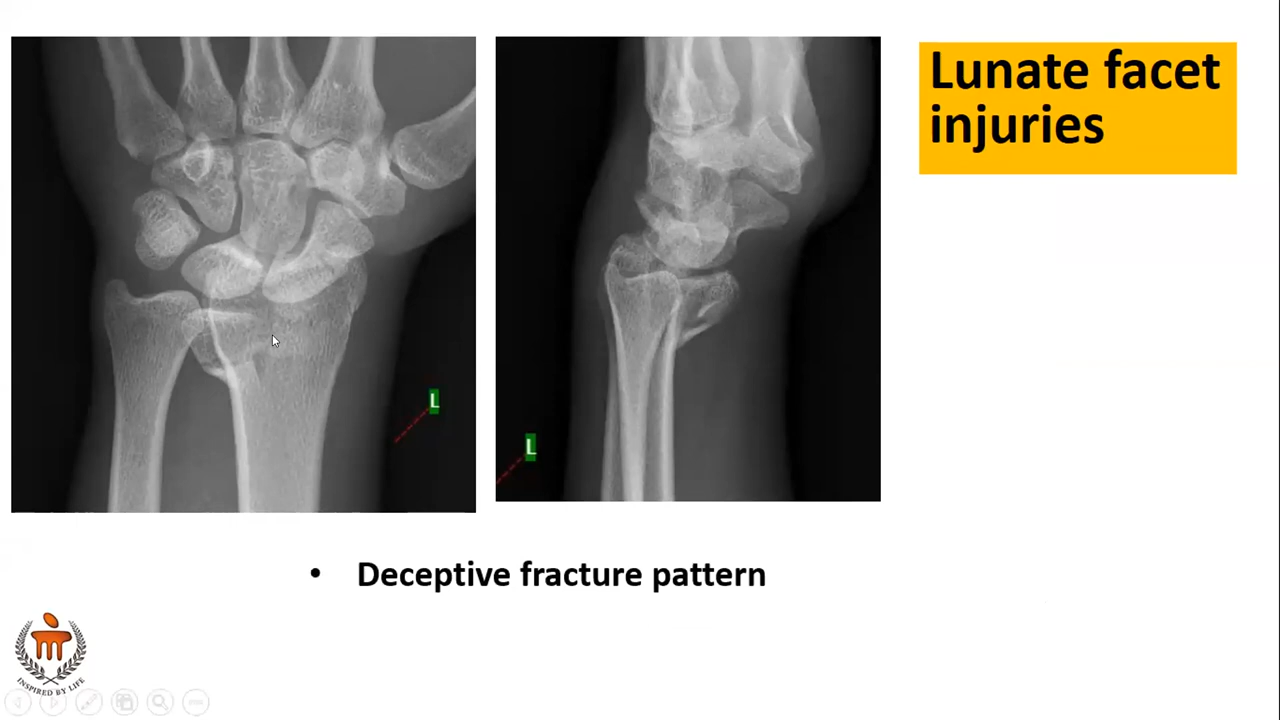 Lunate facet
injuries
L
L
• Deceptive fracture pattern
INSPIRED BY LIFE